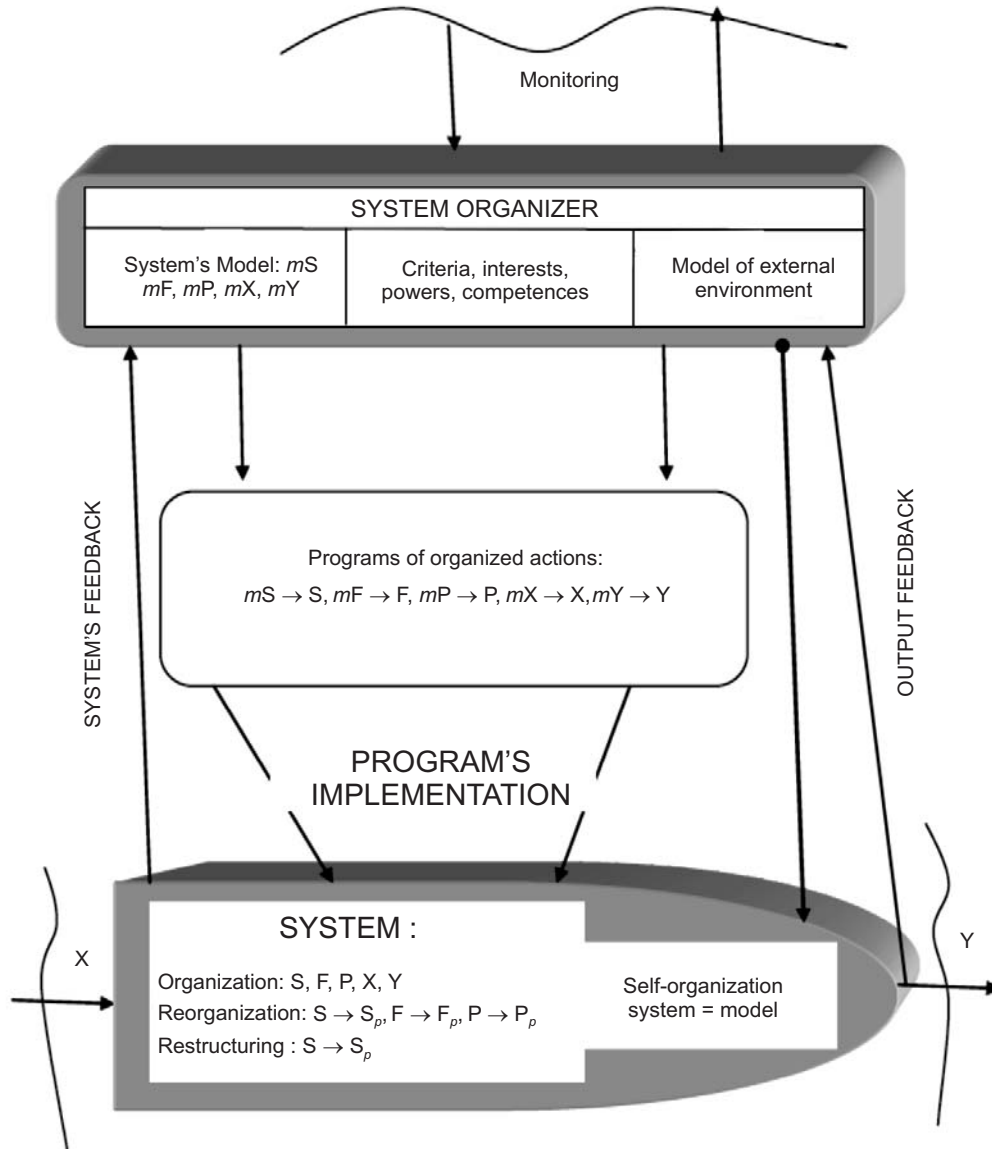 Monitoring
SYSTEM ORGANIZER
System’s Model: mS
mF, mP, mX, mY
Criteria, interests,
powers, competences
Model of external
environment
SYSTEM’S FEEDBACK
Programs of organized actions:
mS → S, mF → F, mP → P, mX → X, mY → Y
OUTPUT FEEDBACK
PROGRAM’S
IMPLEMENTATION
X
SYSTEM :
Organization: S, F, P, X, Y
Reorganization: S → Sₚ, F → Fₚ, P → Pₚ
Restructuring : S → Sₚ
Self-organization
system = model
Y